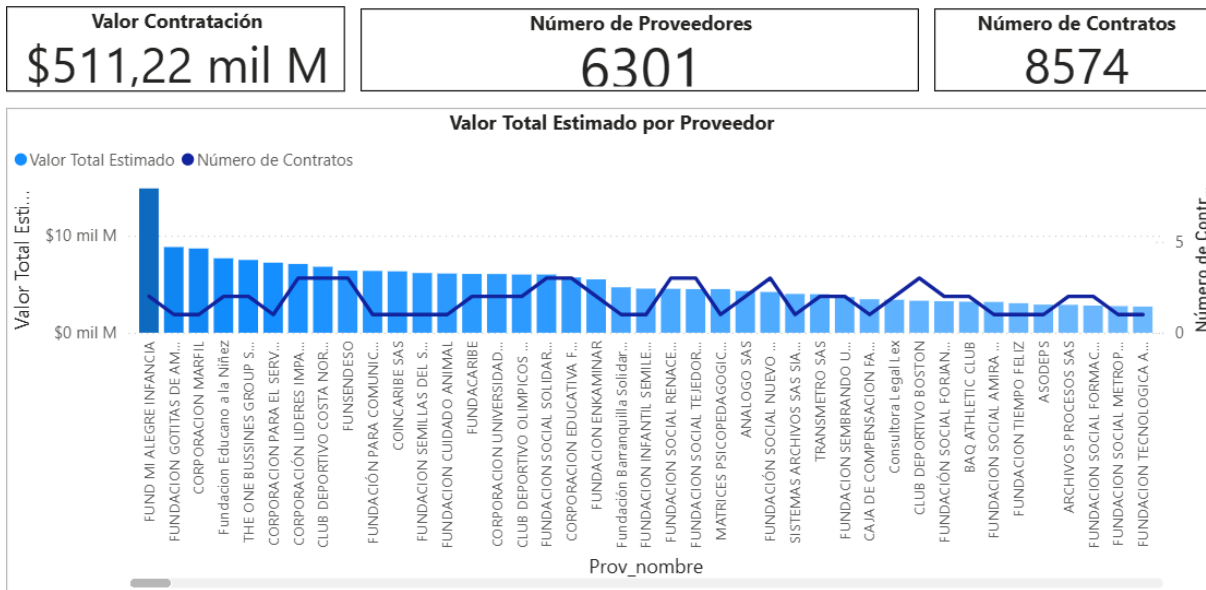 Valor Contratación
$511,22 mil M
Número de Proveedores
6301
Número de Contratos
8574
Valor Total Estimado por Proveedor
Valor Total Estimado
Número de Contratos
Valor Total Esti...
$10 mil M
$0 mil M
5
0
Número de Contr...
FUND MI ALEGRE INFANCIA
FUNDACION GOTITAS DE AM...
CORPORACION MARFIL
Fundacion Educano a la Niñez
THE ONE BUSSINES GROUP S...
CORPORACION PARA EL SERV...
CORPORACIÓN LIDERES IMPA...
CLUB DEPORTIVO COSTA NOR...
FUNSENDESO
FUNDACIÓN PARA COMUNIC...
COINCARIBE SAS
FUNDACION SEMILLAS DEL S...
FUNDACION CUIDADO ANIMAL
FUNDACARIBE
CORPORACION UNIVERSIDAD...
CLUB DEPORTIVO OLIMPICOS ...
FUNDACION SOCIAL SOLIDAR...
CORPORACION EDUCATIVA F...
FUNDACION ENKAMINAR
Fundación Barranquilla Solidar...
FUNDACION INFANTIL SEMILE...
FUNDACION SOCIAL RENACE...
FUNDACION SOCIAL TEJEDOR...
MATRICES PSICOPEDAGOGIC...
ANALOGO SAS
FUNDACIÓN SOCIAL NUEVO ...
SISTEMAS ARCHIVOS SAS SIA...
TRANSMETRO SAS
FUNDACION SEMBRANDO U...
CAJA DE COMPENSACION FA...
Consultora Legal Lex
CLUB DEPORTIVO BOSTON
FUNDACIÓN SOCIAL FORJAN...
BAQ ATHLETIC CLUB
FUNDACION SOCIAL AMIRA ...
FUNDACION TIEMPO FELIZ
ASODEPS
ARCHIVOS PROCESOS SAS
FUNDACION SOCIAL FORMAC...
FUNDACION SOCIAL METROP...
FUNDACION TECNOLOGICA A...
Prov_nombre